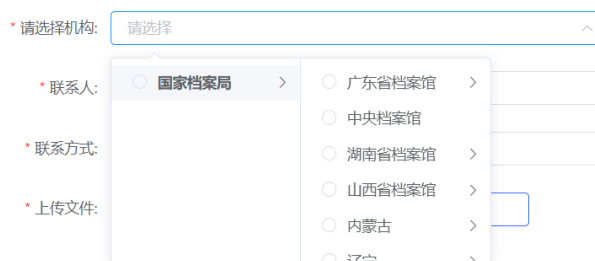 * 请选择机构: 请选择
* 联系人:
* 联系方式:
* 上传文件:
国家档案局
广东省档案馆
中央档案馆
湖南省档案馆
山西省档案馆
内蒙古
辽宁